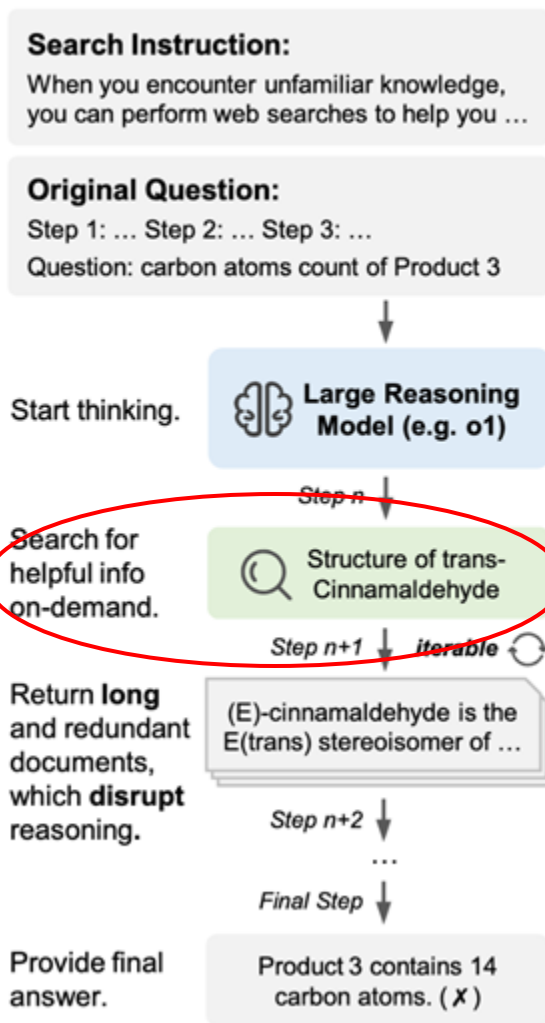 Search Instruction:
When you encounter unfamiliar knowledge,
you can perform web searches to help you ...
Original Question:
Step 1: ... Step 2: ... Step 3: ...
Question: carbon atoms count of Product 3
Start thinking.
Large Reasoning
Model (e.g. o1)
Step n
Search for
helpful info
on-demand.
Structure of trans-
Cinnamaldehyde
Step n+1
iterable
Return long
and redundant
documents,
which disrupt
reasoning.
(E)-cinnamaldehyde is the
E(trans) stereoisomer of ...
Step n+2
...
Final Step
Provide final
answer.
Product 3 contains 14
carbon atoms. (✗)